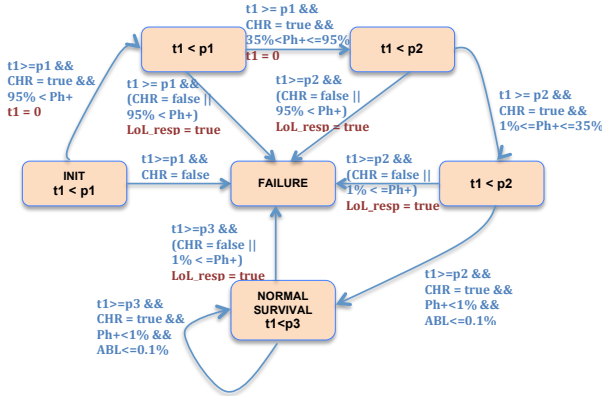 t1 >= p1 &&
CHR = true &&
35%<Ph+<=95%
t1 = 0
t1>=p1 &&
CHR = true &&
95% < Ph+
t1 = 0
t1 < p1
t1 < p2
t1 >= p1 &&
(CHR = false ||
95% < Ph+)
LoL_resp = true
t1>=p2 &&
(CHR = false ||
95% < Ph+)
LoL_resp = true
t1 >= p2 &&
CHR = true &&
1%<=Ph+<=35%
INIT
t1 < p1
t1>=p1 &&
CHR = false
FAILURE
t1>=p2 &&
(CHR = false ||
1% <=Ph+)
LoL_resp = true
t1 < p2
t1>=p3 &&
(CHR = false ||
1% <=Ph+)
LoL_resp = true
t1>=p3 &&
CHR = true &&
Ph+<1% &&
ABL<=0.1%
NORMAL
SURVIVAL
t1<p3
t1>=p2 &&
CHR = true &&
Ph+<1% &&
ABL<=0.1%